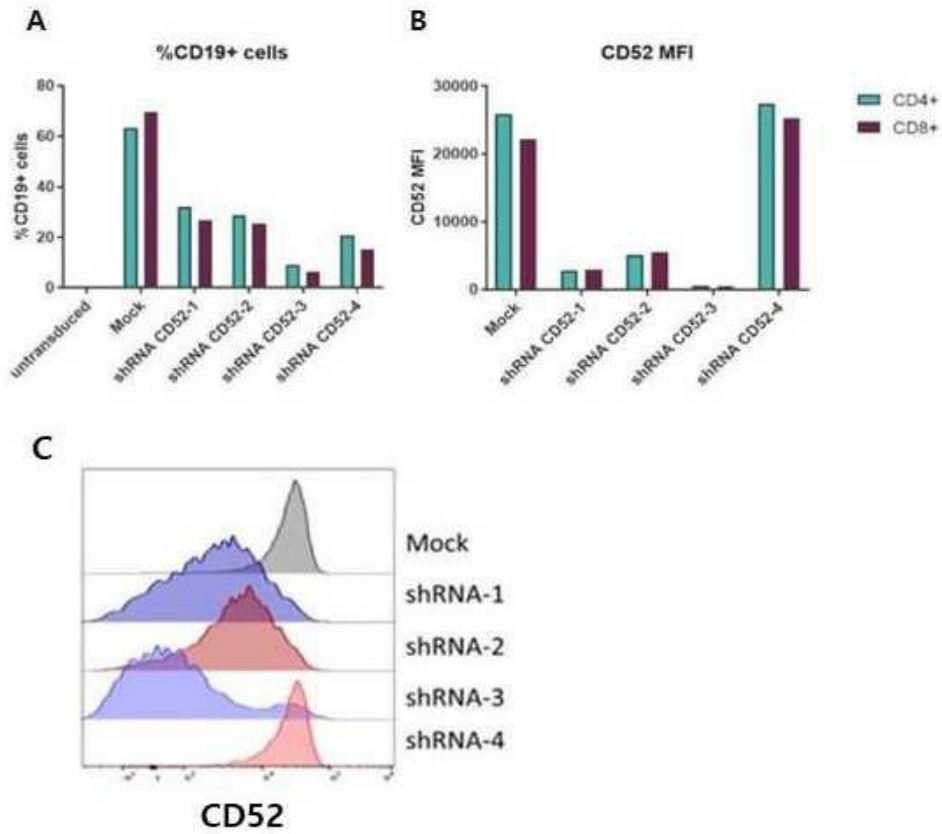 A
%CD19+ cells
%CD19+ cells
80
60
40
20
0
untransduced
Mock
shRNA CD52-1
shRNA CD52-2
shRNA CD52-3
shRNA CD52-4
B
CD52 MFI
CD52 MFI
30000
20000
10000
0
Mock
shRNA CD52-1
shRNA CD52-2
shRNA CD52-3
shRNA CD52-4
CD4+
CD8+
C
Mock
shRNA-1
shRNA-2
shRNA-3
shRNA-4
CD52